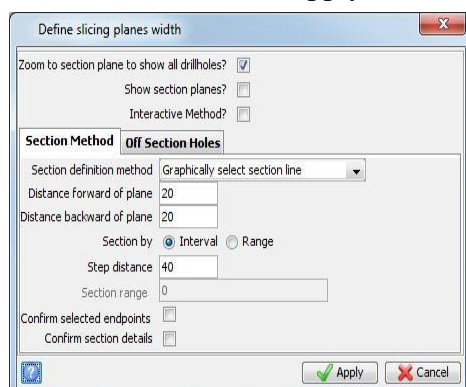 Define slicing planes width
Zoom to section plane to show all drillholes?
Show section planes?
Interactive Method?
Section Method Off Section Holes
Section definition method Graphically select section line
Distance forward of plane 20
Distance backward of plane 20
Section by Interval Range
Step distance 40
Section range 0
Confirm selected endpoints
Confirm section details
? Apply Cancel